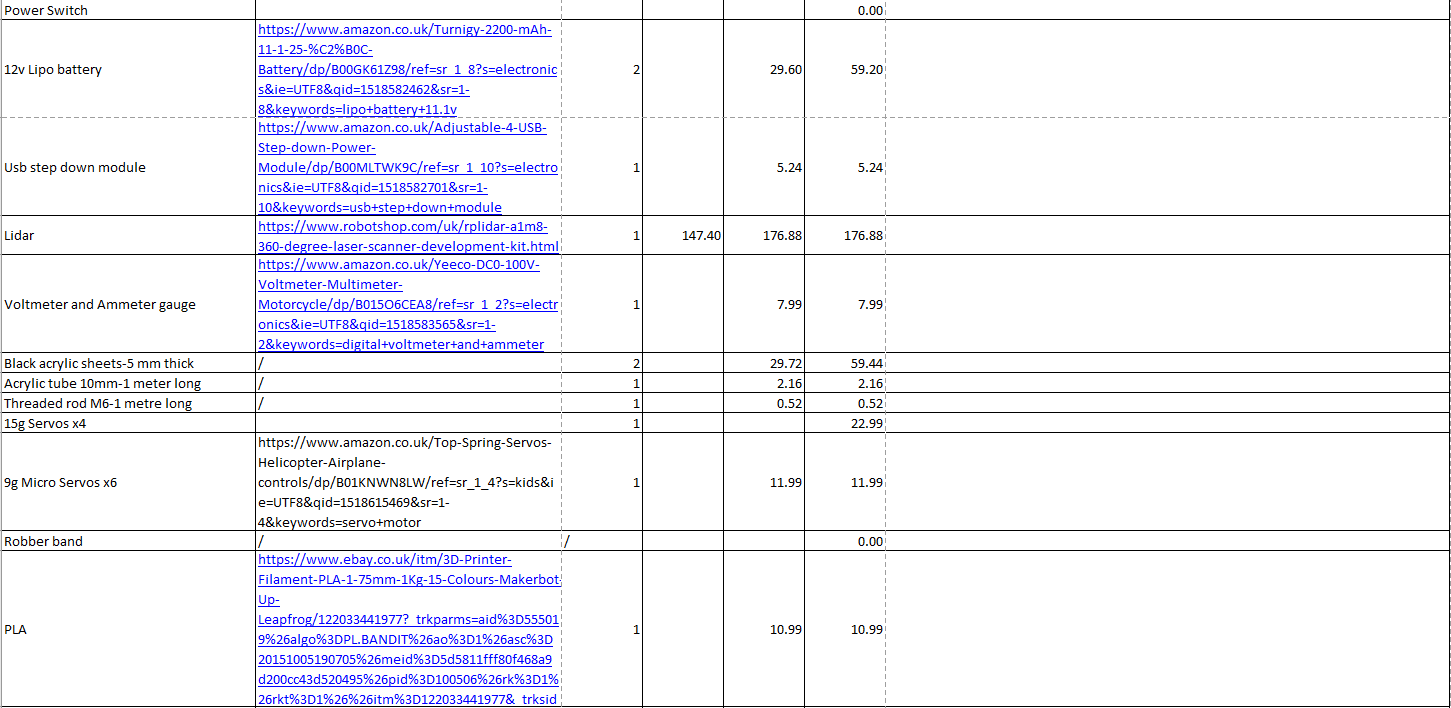 Power Switch 0.00
https://www.amazon.co.uk/Turnigy-2200-mAh-
11-1-25-%C2%B0C-
12v Lipo battery Battery/dp/B00GK61Z98/ref=sr_1_8?s=electronic 2 29.60 59.20
s&ie=UTF8&qid=1518582462&sr=1-
8&keywords=lipo+battery+11.1v
https://www.amazon.co.uk/Adjustable-4-USB-
Step-down-Power-
Usb step down module Module/dp/B00MLTWK9C/ref=sr_1_10?s=electro 1 5.24 5.24
nics&ie=UTF8&qid=1518582701&sr=1-
10&keywords=usb+step+down+module
https://www.robotshop.com/uk/rplidar-a1m8-
Lidar 1 147.40 176.88 176.88
360-degree-laser-scanner-development-kit.html
https://www.amazon.co.uk/Yeeco-DC0-100V-
Voltmeter-Multimeter-
Voltmeter and Ammeter gauge Motorcycle/dp/B015O6CEA8/ref=sr_1_2?s=electr 1 7.99 7.99
onics&ie=UTF8&qid=1518583565&sr=1-
2&keywords=digital+voltmeter+and+ammeter
Black acrylic sheets-5 mm thick / 2 29.72 59.44
Acrylic tube 10mm-1 meter long / 1 2.16 2.16
Threaded rod M6-1 metre long / 1 0.52 0.52
15g Servos x4 1 22.99
https://www.amazon.co.uk/Top-Spring-Servos-
Helicopter-Airplane-
9g Micro Servos x6 controls/dp/B01KNWN8LW/ref=sr_1_4?s=kids&i 1 11.99 11.99
e=UTF8&qid=1518615469&sr=1-
4&keywords=servo+motor
Robber band / / 0.00
https://www.ebay.co.uk/itm/3D-Printer-
Filament-PLA-1-75mm-1Kg-15-Colours-Makerbot-
Up-
Leapfrog/122033441977?_trkparms=aid%3D55501
PLA 9%26algo%3DPL.BANDIT%26ao%3D1%26asc%3D 1 10.99 10.99
20151005190705%26meid%3D5d5811fff80f468a9
d200cc43d520495%26pid%3D100506%26rk%3D1%
26rkt%3D1%26%26itm%3D122033441977&_trksid